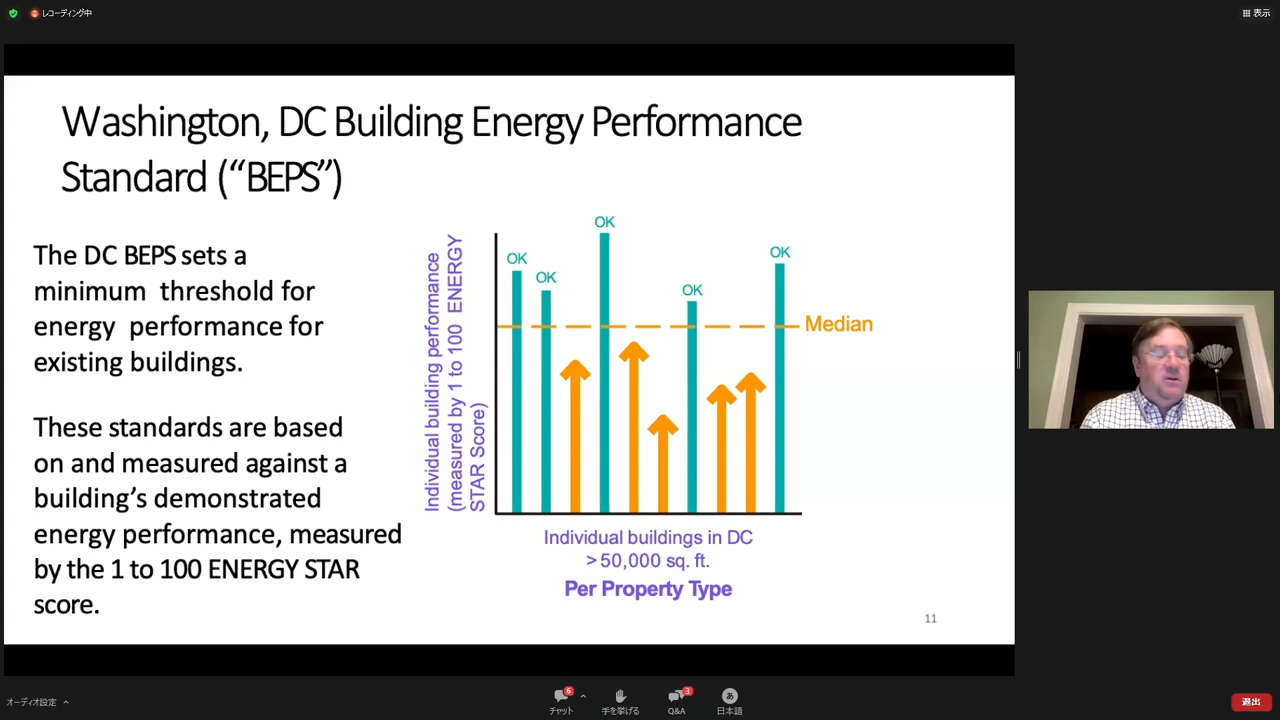 レコーディング中
表示
Washington, DC Building Energy Performance
Standard (“BEPS”)
The DC BEPS sets a
minimum threshold for
energy performance for
existing buildings.
These standards are based
on and measured against a
building’s demonstrated
energy performance, measured
by the 1 to 100 ENERGY STAR
score.
Individual building performance
(measured by 1 to 100 ENERGY
STAR Score)
OK
OK
OK
OK
OK
Median
Individual buildings in DC
> 50,000 sq. ft.
Per Property Type
11
オーディオ設定
6
チャット
手を挙げる
3
Q&A
あ
日本語
退出